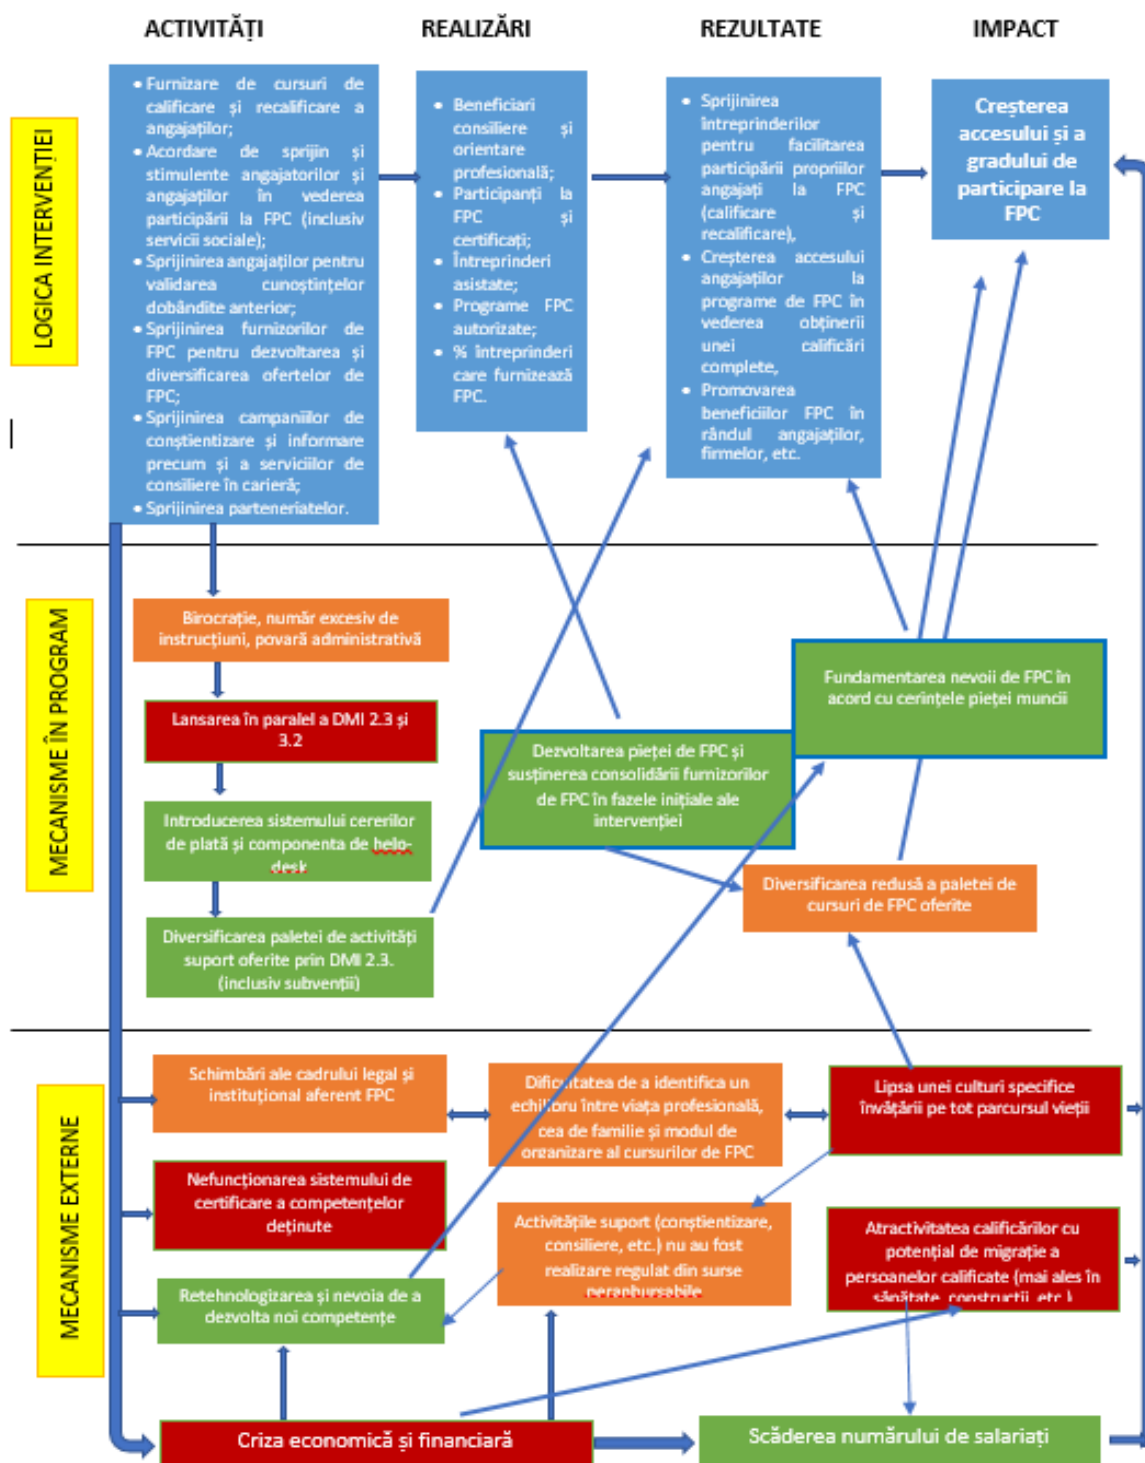 ACTIVITĂȚI
REALIZĂRI
REZULTATE
IMPACT
LOGICA INTERVENȚIEI
• Furnizare de cursuri de
calificare și recalificare a
angajaților;
• Acordare de sprijin și
stimulente angajatorilor și
angajaților în vederea
participării la FPC (inclusiv
servicii sociale);
• Sprijinirea angajaților pentru
validarea cunoștințelor
dobândite anterior;
• Sprijinirea furnizorilor de
FPC pentru dezvoltarea și
diversificarea ofertelor de
FPC;
• Sprijinirea campaniilor de
conștientizare și informare
precum și a serviciilor de
consiliere în carieră;
• Sprijinirea parteneriatelor.
• Beneficiari
consiliere și
orientare
profesională;
• Participanți la
FPC și
certificați;
• Întreprinderi
asistate;
• Programe FPC
autorizate;
• % întreprinderi
care furnizează
FPC.
• Sprijinirea
întreprinderilor
pentru facilitarea
participării propriilor
angajați la FPC
(calificare și
recalificare),
• Creșterea accesului
angajaților la
programe de FPC în
vederea obținerii
unei calificări
complete,
• Promovarea
beneficiilor FPC în
rândul angajaților,
firmelor, etc.
Creșterea
accesului și a
gradului de
participare la
FPC
MECANISME ÎN PROGRAM
Birocrație, număr excesiv de
instrucțiuni, povară administrativă
Lansarea în paralel a DMI 2.3 și
3.2
Introducerea sistemului cererilor
de plată și componenta de help-
desk
Diversificarea paletei de activități
suport oferite prin DMI 2.3.
(inclusiv subvenții)
Dezvoltarea pieței de FPC și
susținerea consolidării furnizorilor
de FPC în fazele inițiale ale
intervenției
Fundamentarea nevoii de FPC în
acord cu cerințele pieței muncii
Diversificarea redusă a paletei de
cursuri de FPC oferite
MECANISME EXTERNE
Schimbări ale cadrului legal și
instituțional aferent FPC
Dificultatea de a identifica un
echilibru între viața profesională,
cea de familie și modul de
organizare al cursurilor de FPC
Lipsa unei culturi specifice
învățării pe tot parcursul vieții
Nefuncționarea sistemului de
certificare a competențelor
deținute
Activitățile suport (conștientizare,
consiliere, etc.) nu au fost
realizare regulat din surse
nerambursabile
Atractivitatea calificărilor cu
potențial de migrație a
persoanelor calificate (mai ales în
sănătate, construcții, etc.)
Retehnologizarea și nevoia de a
dezvolta noi competențe
Criza economică și financiară
Scăderea numărului de salariați